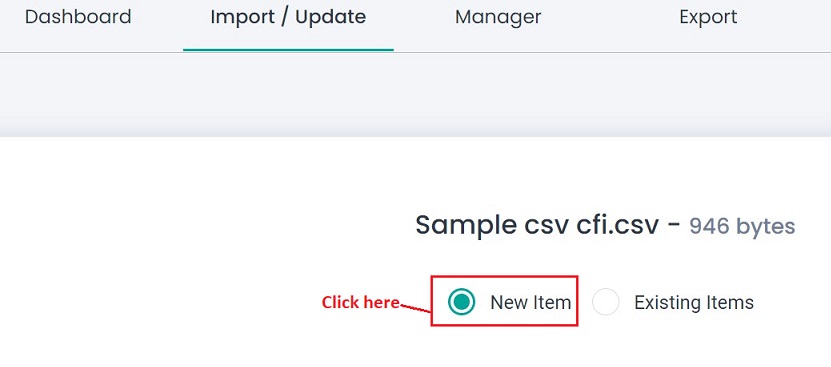 Dashboard Import / Update Manager Export
Sample csv cfi.csv - 946 bytes
Click here New Item Existing Items